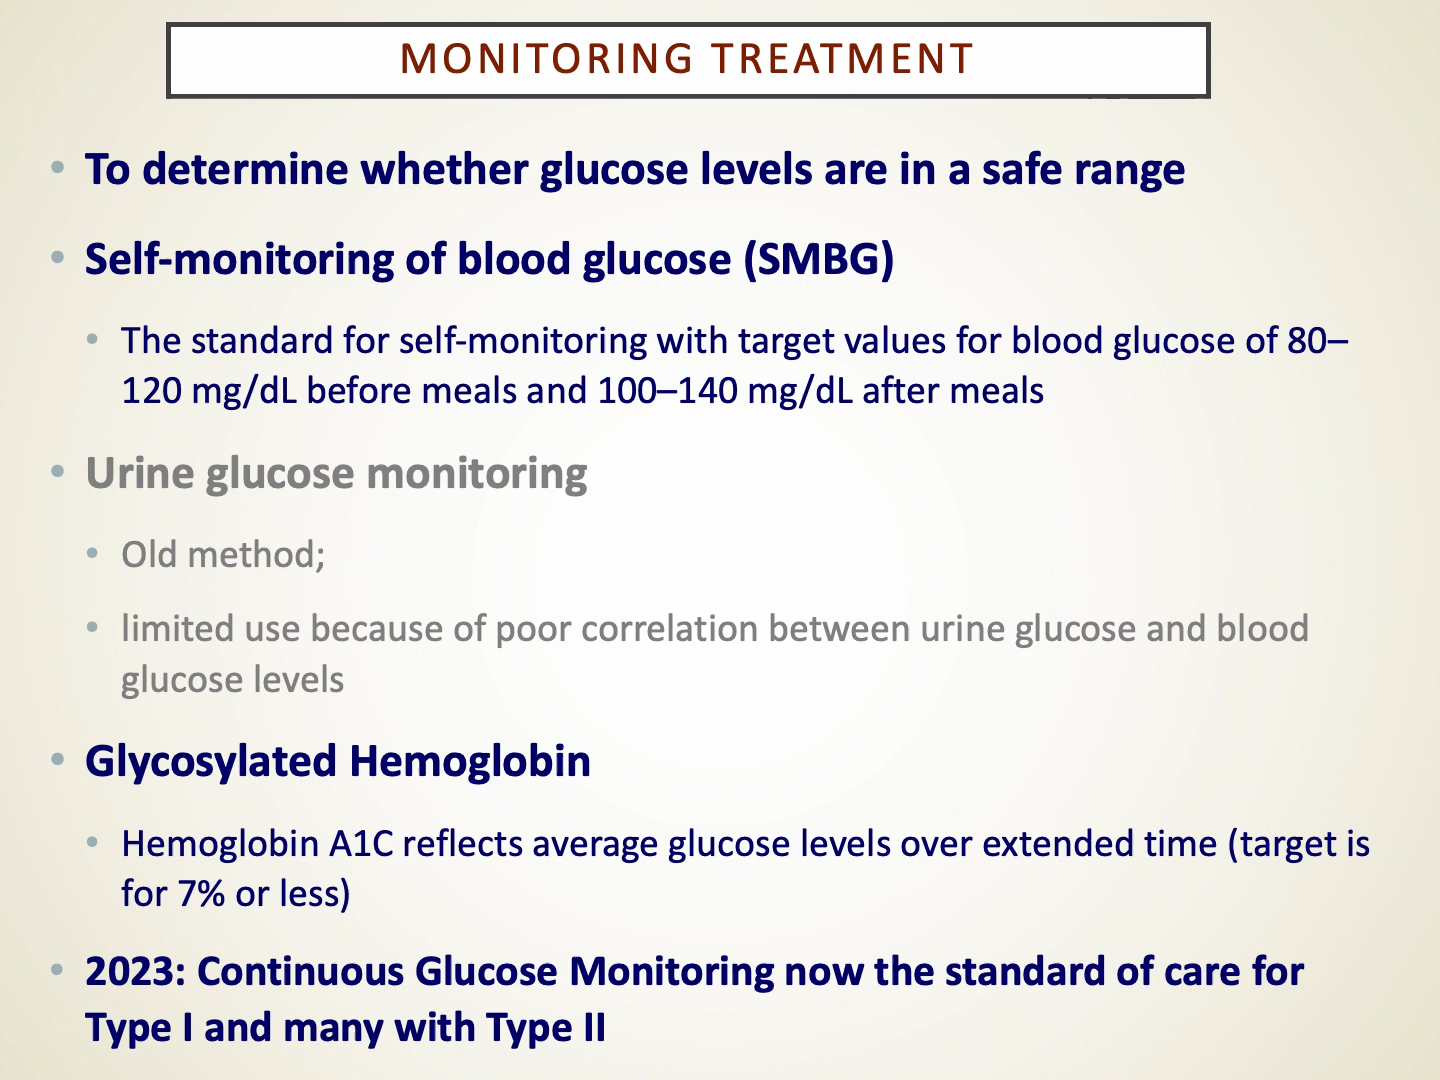 MONITORING TREATMENT
• To determine whether glucose levels are in a safe range
• Self-monitoring of blood glucose (SMBG)
• The standard for self-monitoring with target values for blood glucose of 80–
120 mg/dL before meals and 100–140 mg/dL after meals
• Urine glucose monitoring
• Old method;
• limited use because of poor correlation between urine glucose and blood
glucose levels
• Glycosylated Hemoglobin
• Hemoglobin A1C reflects average glucose levels over extended time (target is
for 7% or less)
• 2023: Continuous Glucose Monitoring now the standard of care for
Type I and many with Type II